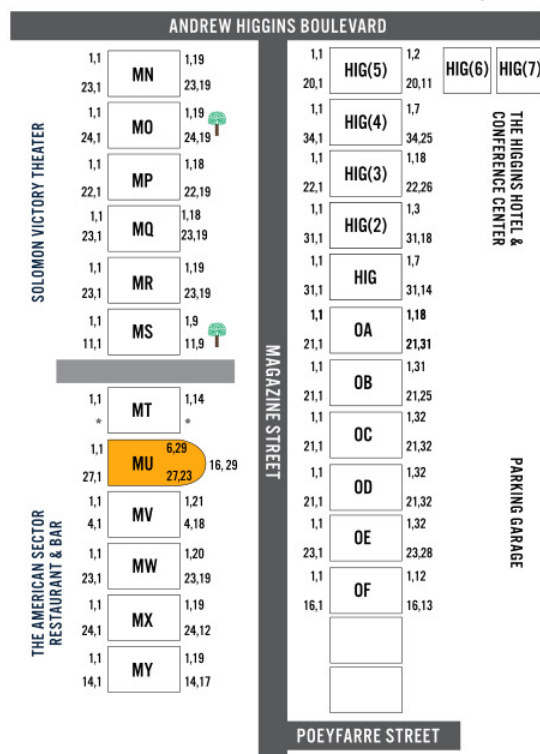 ANDREW HIGGINS BOULEVARD
1,1 MN 1,19
23,1 23,19
1,1 MO 1,19
24,1 24,19
1,1 MP 1,18
22,1 22,19
1,1 MQ 1,18
23,1 23,19
1,1 MR 1,19
23,1 23,19
1,1 MS 1,9
11,1 11,9
1,1 MT 1,14
* *
1,1 MU 6,29
27,1 27,23
16,29
1,1 MV 1,21
4,1 4,18
1,1 MW 1,20
23,1 23,19
1,1 MX 1,19
24,1 24,12
1,1 MY 1,19
14,1 14,17
SOLOMON VICTORY THEATER
THE AMERICAN SECTOR
RESTAURANT & BAR
MAGAZINE STREET
1,1 HIG(5) 1,2
20,1 20,11
HIG(6) HIG(7)
1,1 HIG(4) 1,7
34,1 34,25
1,1 HIG(3) 1,18
22,1 22,26
1,1 HIG(2) 1,3
31,1 31,18
1,1 HIG 1,7
31,1 31,14
1,1 OA 1,18
21,1 21,31
1,1 OB 1,31
21,1 21,25
1,1 OC 1,32
21,1 21,32
1,1 OD 1,32
21,1 21,32
1,1 OE 1,32
23,1 23,28
1,1 OF 1,12
16,1 16,13
THE HIGGINS HOTEL &
CONFERENCE CENTER
PARKING GARAGE
POEYFARRE STREET